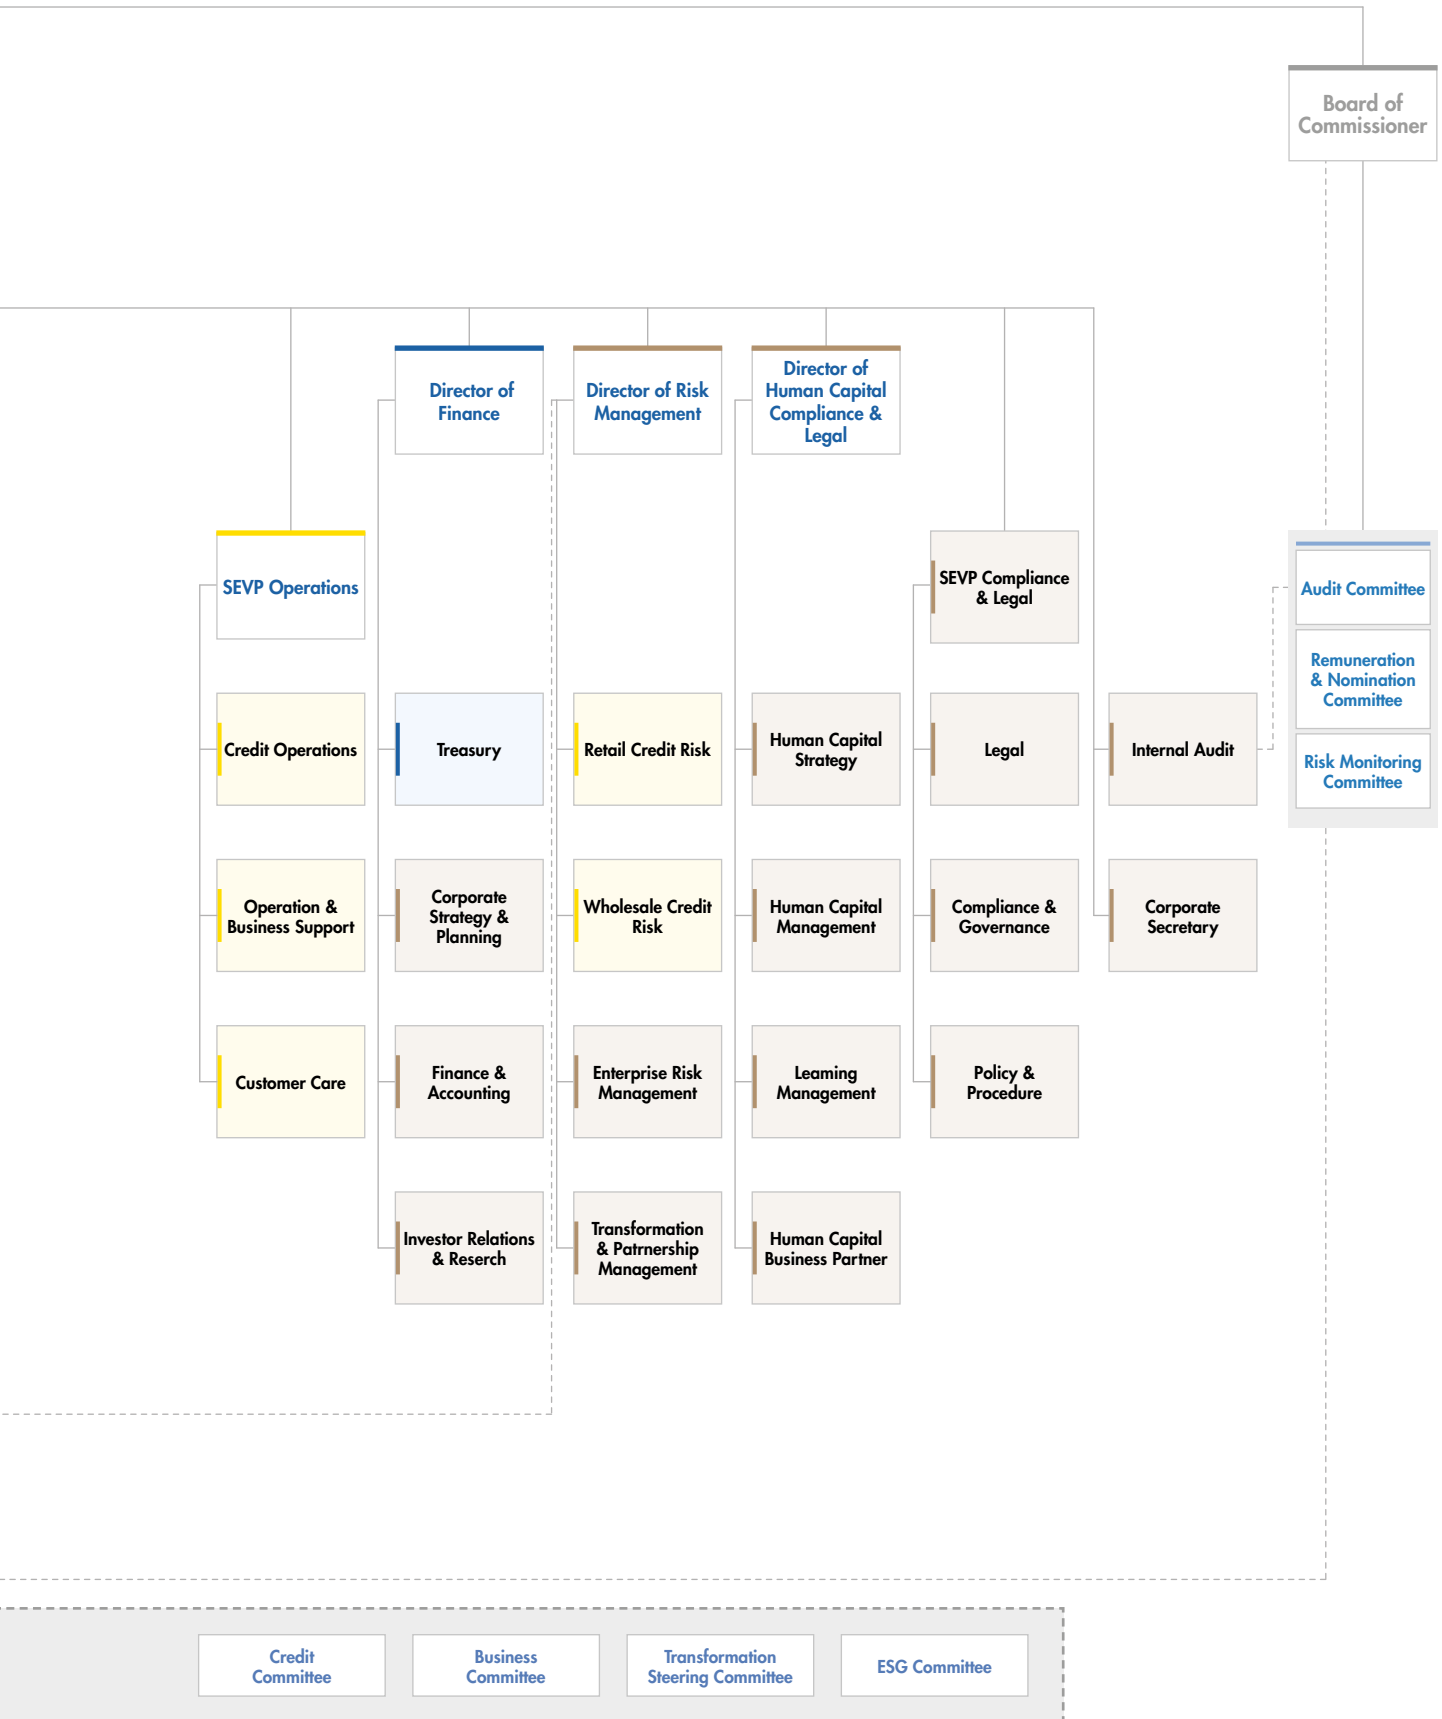 Board of
Commissioner
Director of
Finance
Director of Risk
Management
Director of
Human Capital
Compliance &
Legal
SEVP Operations
SEVP Compliance
& Legal
Audit Committee
Remuneration
& Nomination
Committee
Risk Monitoring
Committee
Credit Operations
Treasury
Retail Credit Risk
Human Capital
Strategy
Legal
Internal Audit
Operation &
Business Support
Corporate
Strategy &
Planning
Wholesale Credit
Risk
Human Capital
Management
Compliance &
Governance
Corporate
Secretary
Customer Care
Finance &
Accounting
Enterprise Risk
Management
Learning
Management
Policy &
Procedure
Investor Relations
& Reserch
Transformation
& Patrnership
Management
Human Capital
Business Partner
Credit
Committee
Business
Committee
Transformation
Steering Committee
ESG Committee